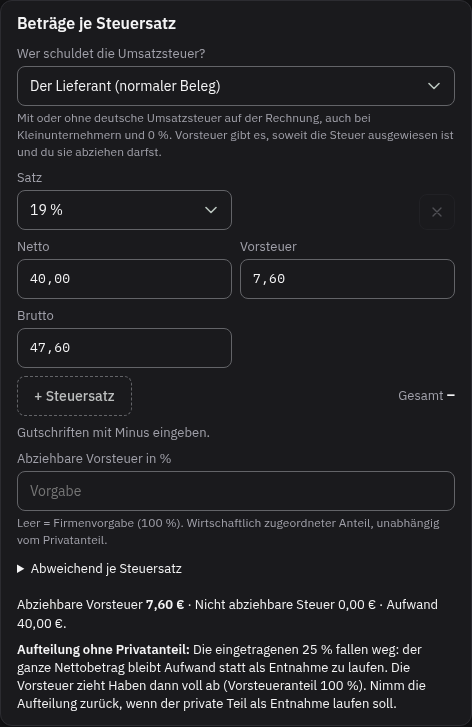 Beträge je Steuersatz
Wer schuldet die Umsatzsteuer?
Der Lieferant (normaler Beleg)
Mit oder ohne deutsche Umsatzsteuer auf der Rechnung, auch bei
Kleinunternehmern und 0 %. Vorsteuer gibt es, soweit die Steuer ausgewiesen ist
und du sie abziehen darfst.
Satz
19 %
Netto
Vorsteuer
40,00
7,60
Brutto
47,60
+ Steuersatz
Gesamt –
Gutschriften mit Minus eingeben.
Abziehbare Vorsteuer in %
Vorgabe
Leer = Firmenvorgabe (100 %). Wirtschaftlich zugeordneter Anteil, unabhängig
vom Privatanteil.
Abweichend je Steuersatz
Abziehbare Vorsteuer 7,60 € · Nicht abziehbare Steuer 0,00 € · Aufwand
40,00 €.
Aufteilung ohne Privatanteil: Die eingetragenen 25 % fallen weg: der
ganze Nettobetrag bleibt Aufwand statt als Entnahme zu laufen. Die
Vorsteuer zieht Haben dann voll ab (Vorsteueranteil 100 %). Nimm die
Aufteilung zurück, wenn der private Teil als Entnahme laufen soll.